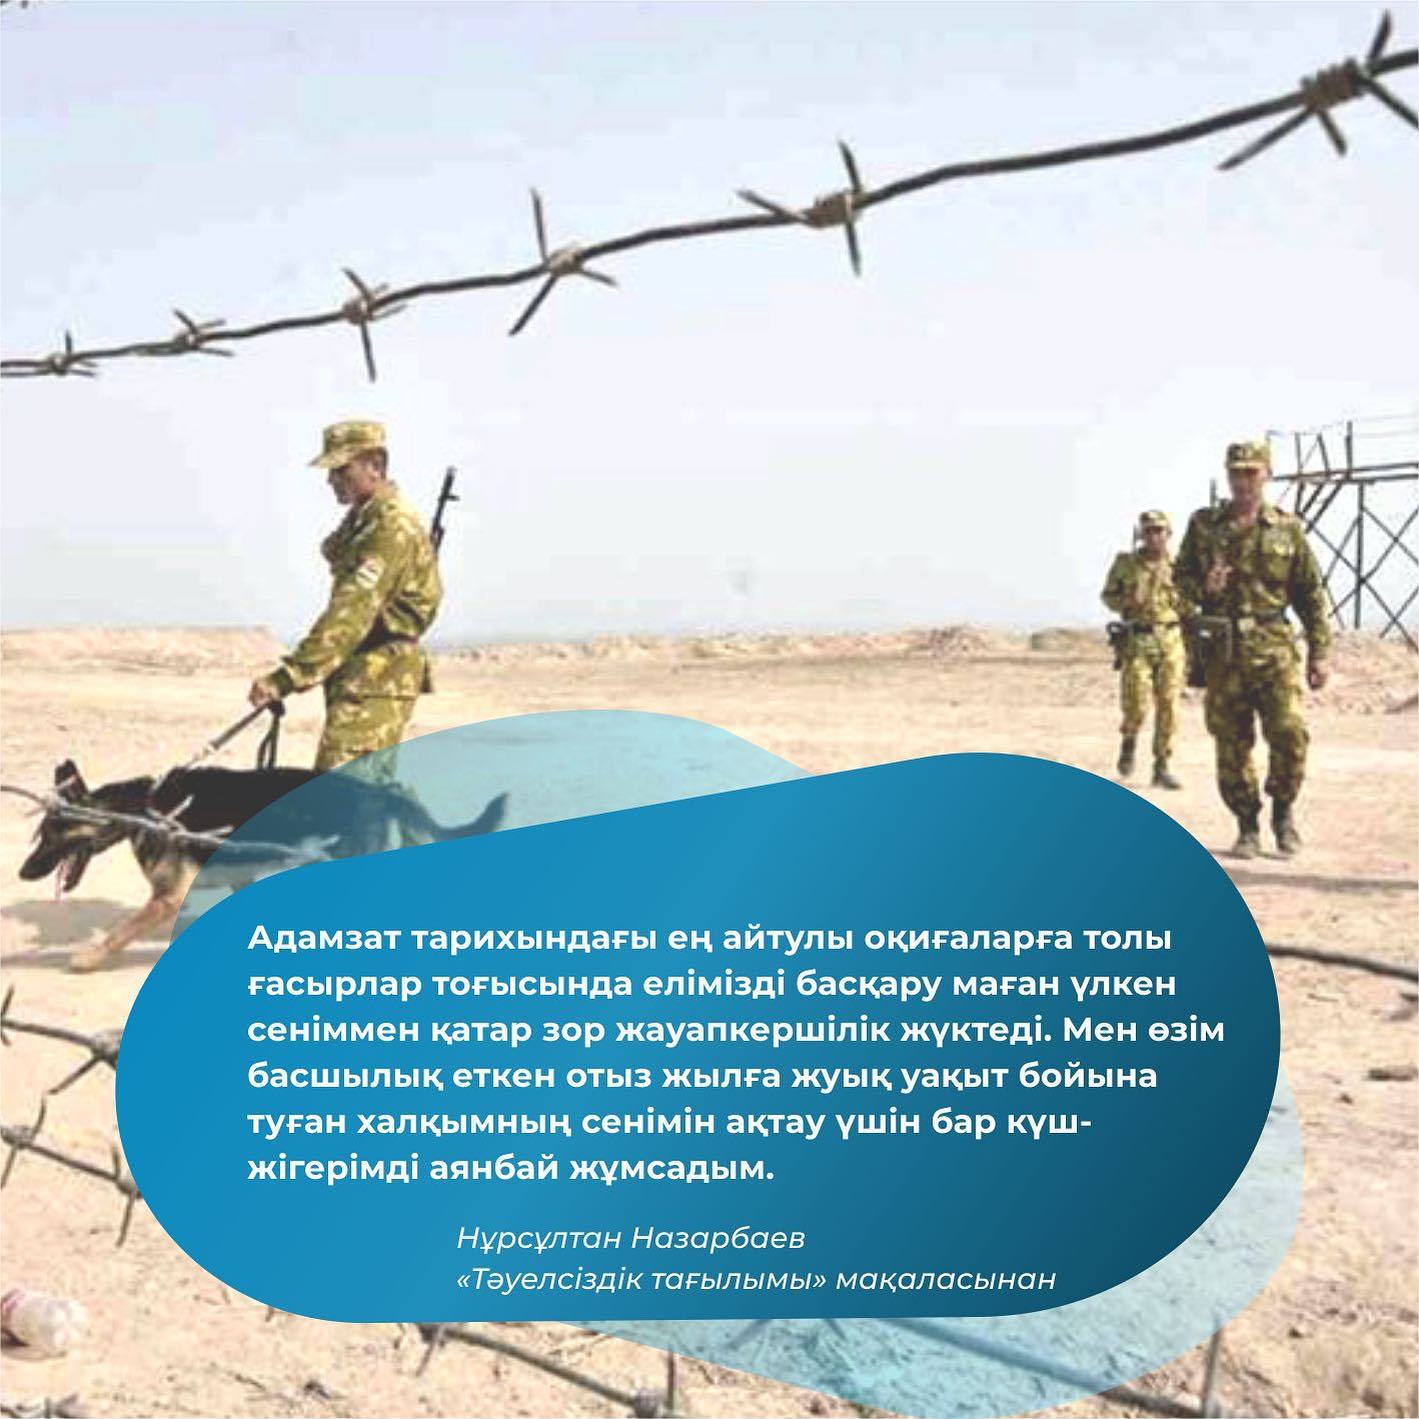 Адамзат тарихындағы ең айтулы оқиғаларға толы
ғасырлар тоғысында елімізді басқару маған үлкен
сеніммен қатар зор жауапкершілік жүктеді. Мен өзім
басшылық еткен отыз жылға жуық уақыт бойына
туған халқымның сенімін ақтау үшін бар күш-
жігерімді аянбай жұмсадым.
Нұрсұлтан Назарбаев
«Тәуелсіздік тағылымы» мақаласынан